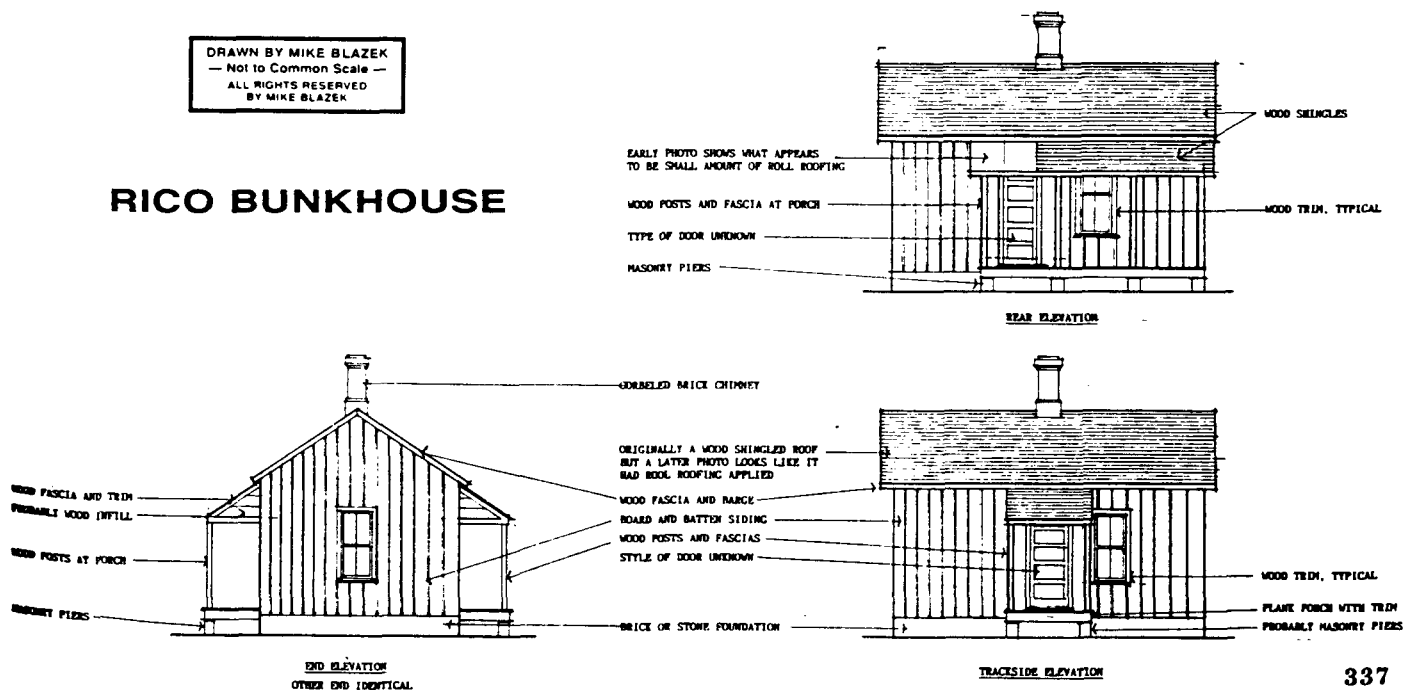 DRAWN BY MIKE BLAZEK
— Not to Common Scale —
ALL RIGHTS RESERVED
BY MIKE BLAZEK
RICO BUNKHOUSE
WOOD SHINGLES
EARLY PHOTO SHOWS WHAT APPEARS
TO BE SMALL AMOUNT OF ROLL ROOFING
WOOD POSTS AND FASCIA AT PORCH
WOOD TRIM, TYPICAL
TYPE OF DOOR UNKNOWN
MASONRY PIERS
REAR ELEVATION
CORBELED BRICK CHIMNEY
ORIGINALLY A WOOD SHINGLED ROOF
BUT A LATER PHOTO LOOKS LIKE IT
HAD ROOL ROOFING APPLIED
WOOD FASCIA AND TRIM
PROBABLY WOOD INFILL
WOOD POSTS AT PORCH
MASONRY PIERS
WOOD FASCIA AND BARGE
BOARD AND BATTEN SIDING
WOOD POSTS AND FASCIAS
STYLE OF DOOR UNKNOWN
BRICK OR STONE FOUNDATION
WOOD TRIM, TYPICAL
PLANK PORCH WITH TRIM
PROBABLY MASONRY PIERS
END ELEVATION
OTHER END IDENTICAL
TRACKSIDE ELEVATION
337